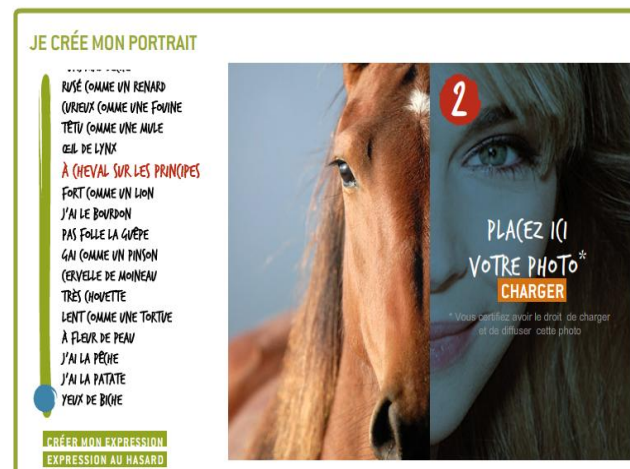 JE CRÉE MON PORTRAIT
RUSÉ COMME UN RENARD
CURIEUX COMME UNE FOUINE
TÊTU COMME UNE MULE
ŒIL DE LYNX
À CHEVAL SUR LES PRINCIPES
FORT COMME UN LION
J'AI LE BOURDON
PAS FOLLE LA GUÊPE
GAI COMME UN PINSON
CERVELLE DE MOINEAU
TRÈS CHOUETTE
LENT COMME UNE TORTUE
À FLEUR DE PEAU
J'AI LA PÊCHE
J'AI LA PATATE
YEUX DE BICHE
CRÉER MON EXPRESSION
EXPRESSION AU HASARD
2
PLACEZ ICI
VOTRE PHOTO*
CHARGER
* Vous certifiez avoir le droit de charger
et de diffuser cette photo